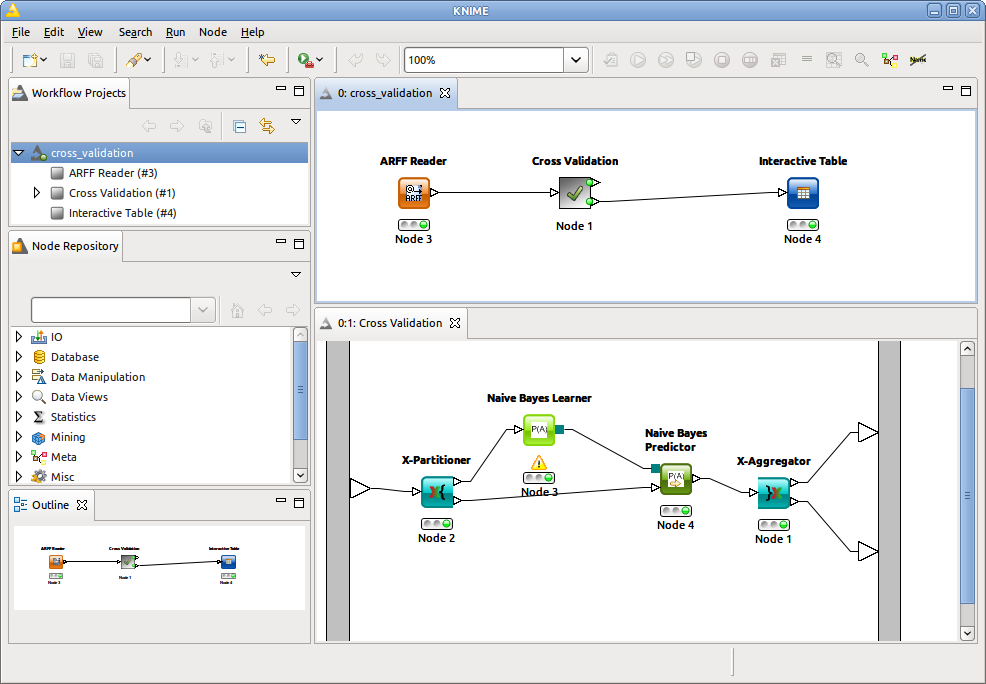 KNIME
File Edit View Search Run Node Help
100%
Workflow Projects
cross_validation
ARFF Reader (#3)
Cross Validation (#1)
Interactive Table (#4)
Node Repository
IO
Database
Data Manipulation
Data Views
Statistics
Mining
Meta
Misc
Outline
ARFF Reader
Cross Validation
Interactive Table
Node 3
Node 1
Node 4
0: cross_validation
ARFF Reader
Cross Validation
Interactive Table
ARFF
Node 3
Node 1
Node 4
0:1: Cross Validation
Naive Bayes Learner
P(A)
Node 3
X-Partitioner
Node 2
Naive Bayes
Predictor
P(A)
Node 4
X-Aggregator
Node 1